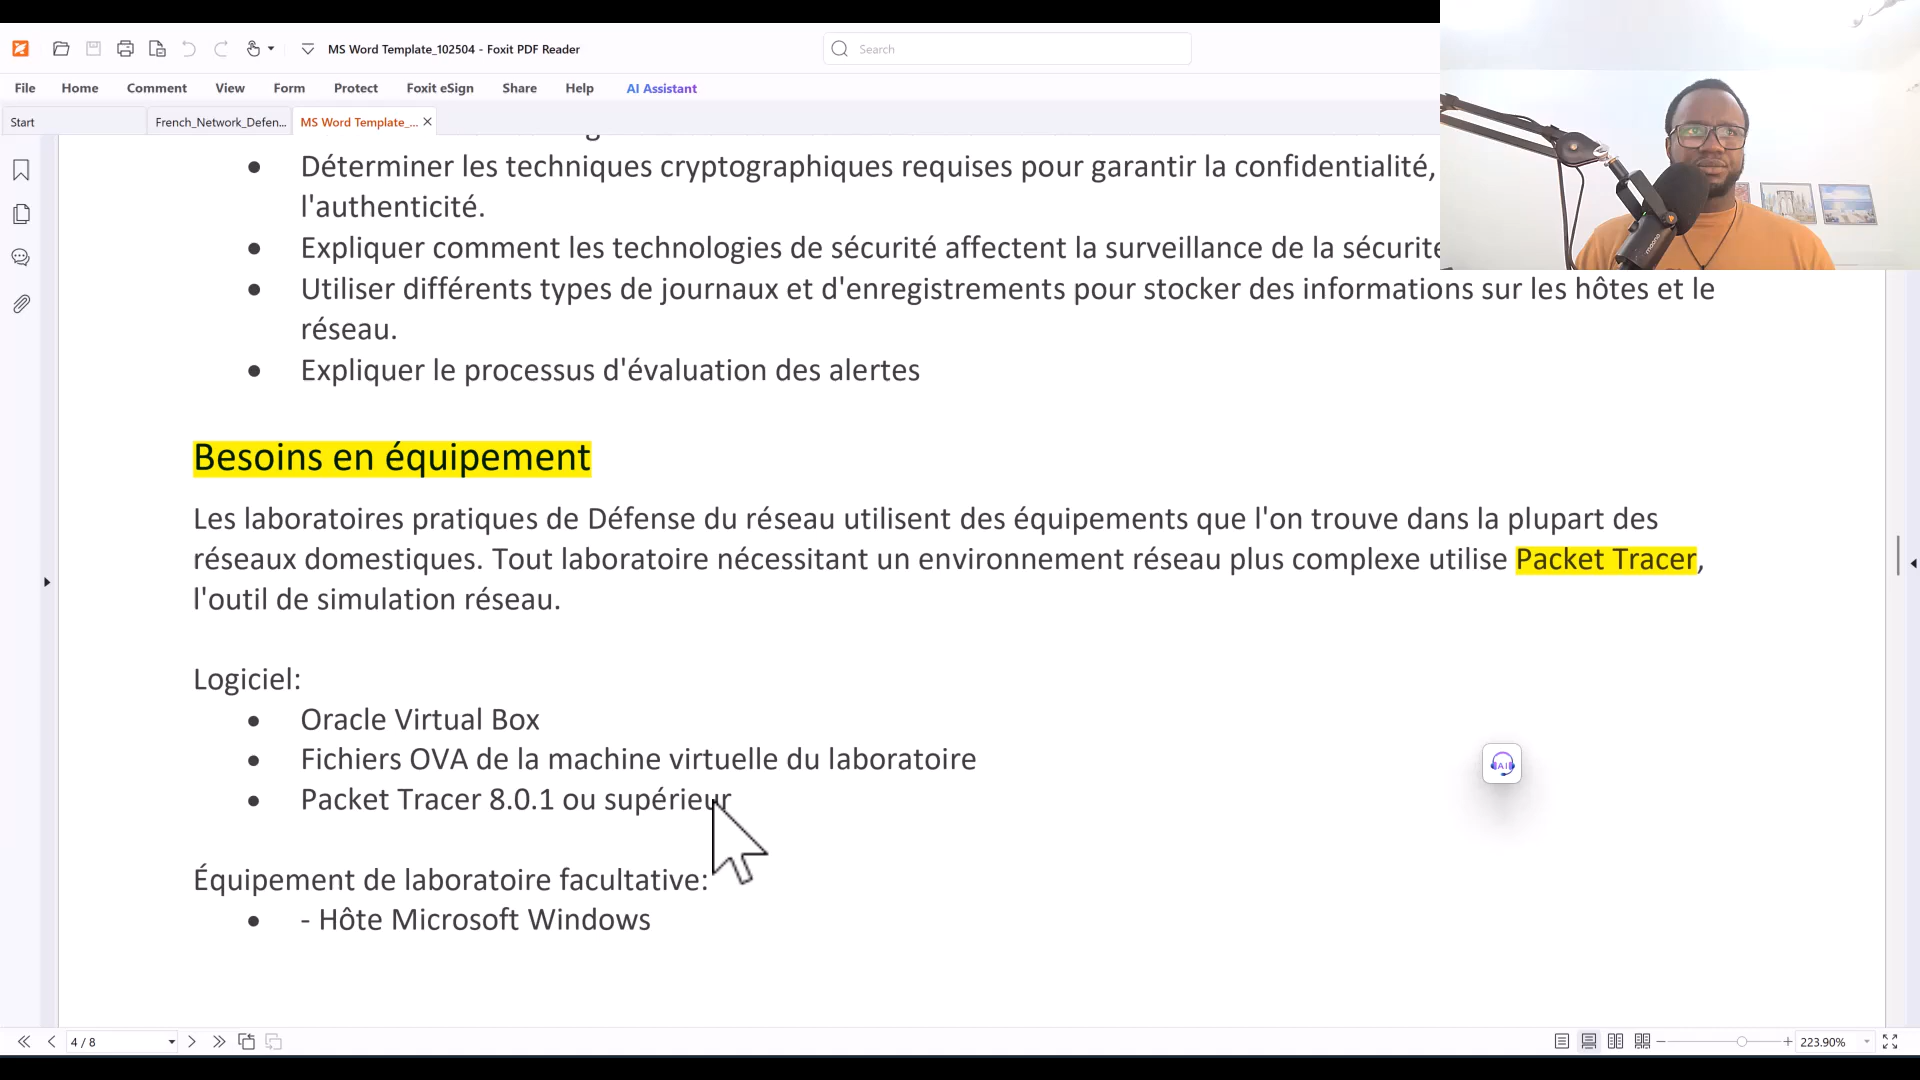 MS Word Template_102504 - Foxit PDF Reader
Search
File Home Comment View Form Protect Foxit eSign Share Help AI Assistant
Start French_Network_Defen... MS Word Template_...
Déterminer les techniques cryptographiques requises pour garantir la confidentialité,
l'authenticité.
Expliquer comment les technologies de sécurité affectent la surveillance de la sécurité
Utiliser différents types de journaux et d'enregistrements pour stocker des informations sur les hôtes et le
réseau.
Expliquer le processus d'évaluation des alertes
Besoins en équipement
Les laboratoires pratiques de Défense du réseau utilisent des équipements que l'on trouve dans la plupart des
réseaux domestiques. Tout laboratoire nécessitant un environnement réseau plus complexe utilise Packet Tracer,
l'outil de simulation réseau.
Logiciel:
Oracle Virtual Box
Fichiers OVA de la machine virtuelle du laboratoire
AI
Packet Tracer 8.0.1 ou supérieur
Équipement de laboratoire facultative:
- Hôte Microsoft Windows
4 / 8
223.90%